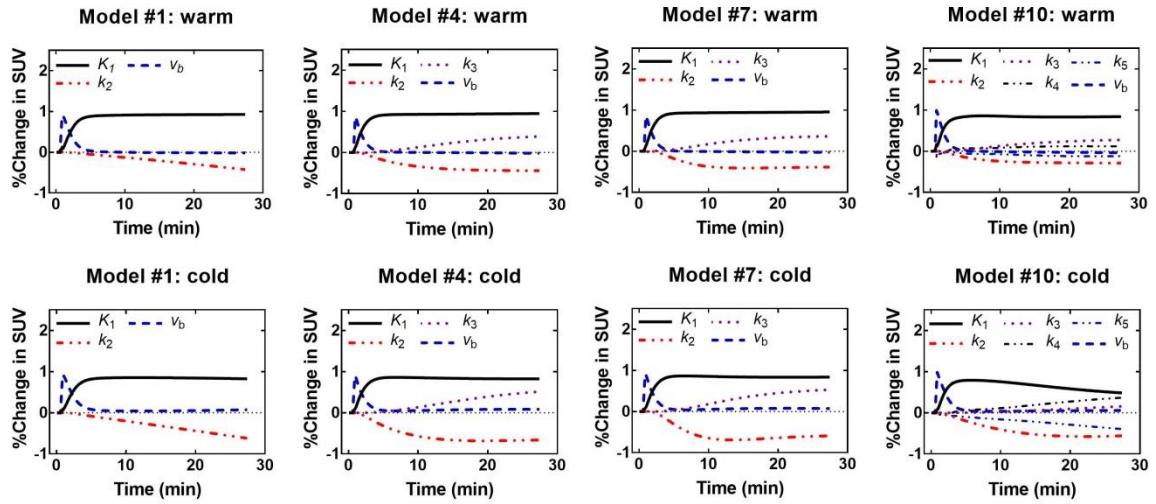 Model #1: warm
Model #4: warm
Model #7: warm
Model #10: warm
%Change in SUV
2
1
0
-1
K1 vb
k2
0 10 20 30
Time (min)
%Change in SUV
2
1
0
-1
K1 k3
k2 vb
0 10 20 30
Time (min)
%Change in SUV
2
1
0
-1
K1 k3
k2 vb
0 10 20 30
Time (min)
%Change in SUV
2
1
0
-1
K1 k3 k5
k2 k4 vb
0 10 20 30
Time (min)
Model #1: cold
Model #4: cold
Model #7: cold
Model #10: cold
%Change in SUV
2
1
0
-1
K1 vb
k2
0 10 20 30
Time (min)
%Change in SUV
2
1
0
-1
K1 k3
k2 vb
0 10 20 30
Time (min)
%Change in SUV
2
1
0
-1
K1 k3
k2 vb
0 10 20 30
Time (min)
%Change in SUV
2
1
0
-1
K1 k3 k5
k2 k4 vb
0 10 20 30
Time (min)